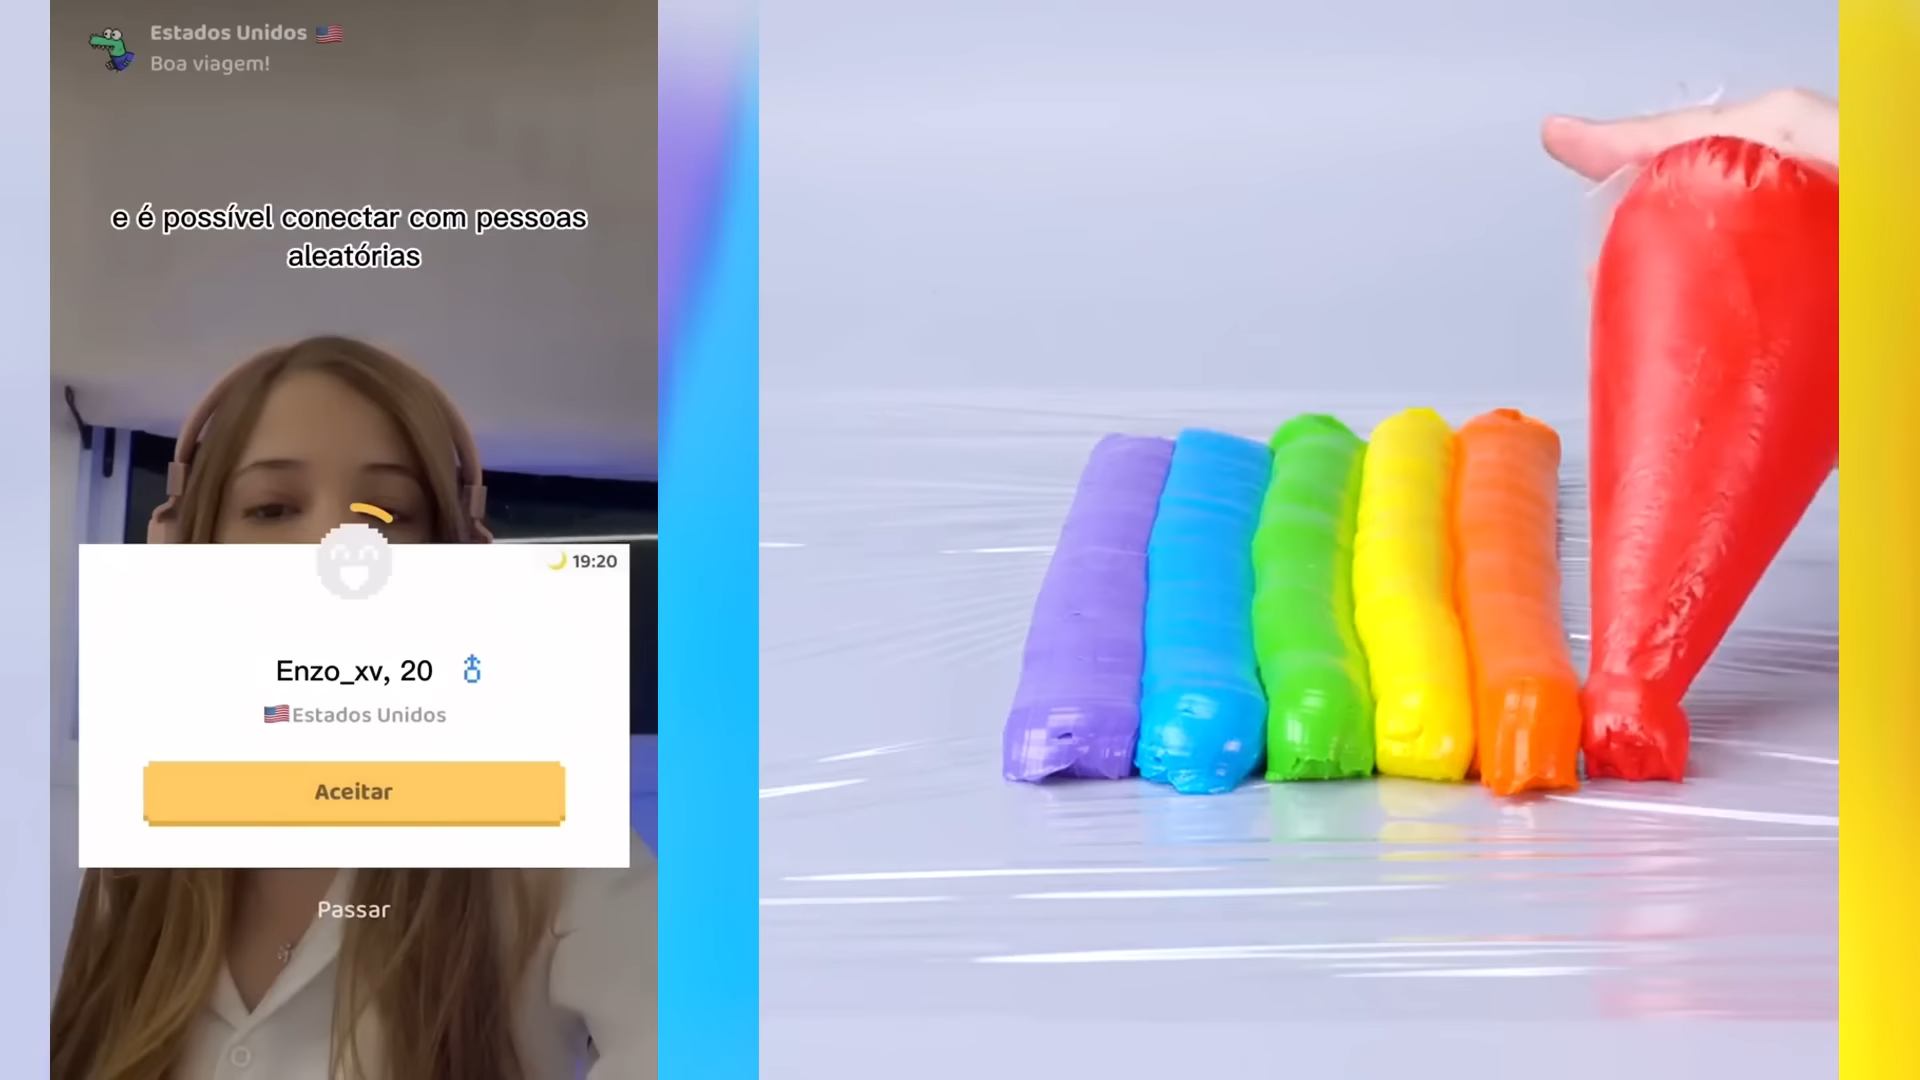 Estados Unidos 🇺🇸
Boa viagem!
e é possível conectar com pessoas
aleatórias
🌙 19:20
Enzo_xv, 20
🇺🇸Estados Unidos
Aceitar
Passar